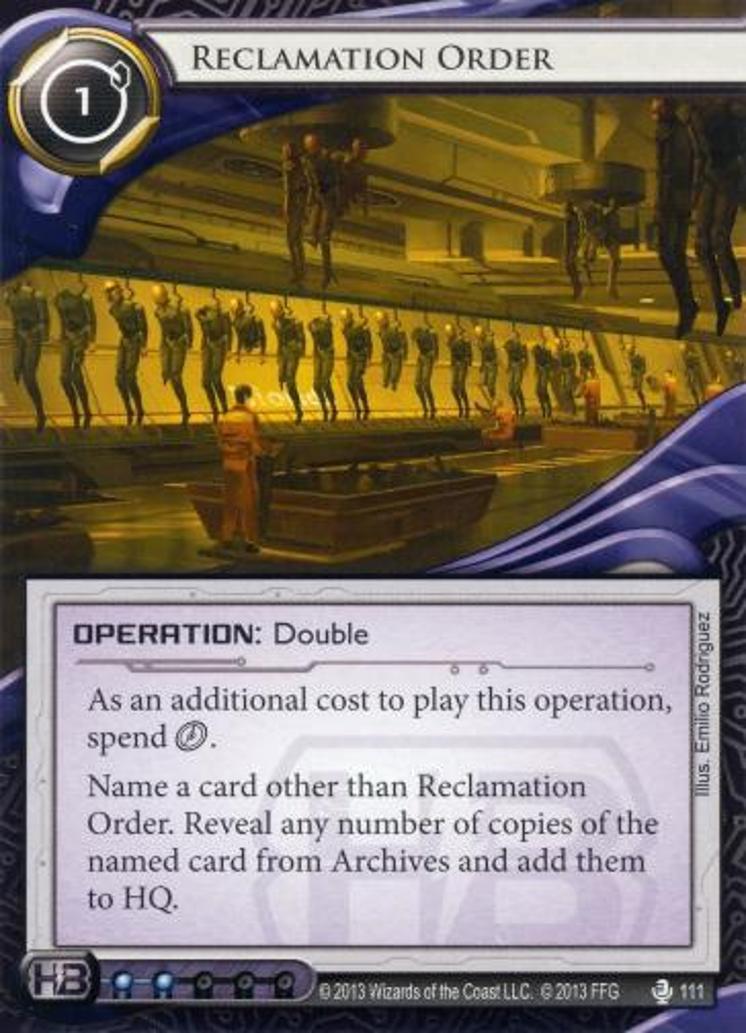 RECLAMATION ORDER
1
OPERATION: Double
As an additional cost to play this operation,
spend .
Name a card other than Reclamation
Order. Reveal any number of copies of the
named card from Archives and add them
to HQ.
Illus. Emilio Rodriguez
HB
© 2013 Wizards of the Coast LLC. © 2013 FFG
111